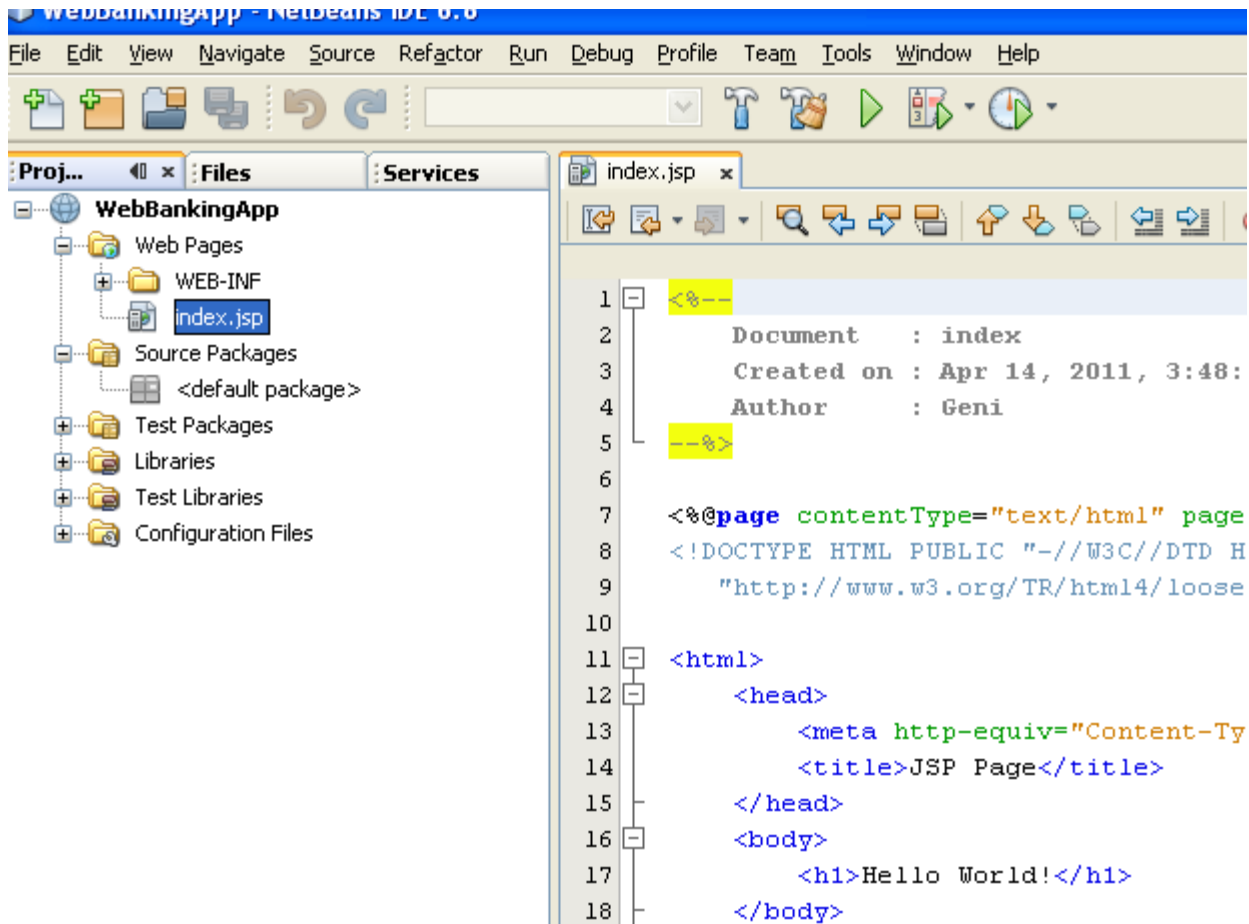 WebBankingApp - NetBeans IDE 6.8
File Edit View Navigate Source Refactor Run Debug Profile Team Tools Window Help
Proj... Files Services
WebBankingApp
Web Pages
WEB-INF
index.jsp
Source Packages
<default package>
Test Packages
Libraries
Test Libraries
Configuration Files
index.jsp
1 <%--
2 Document : index
3 Created on : Apr 14, 2011, 3:48:
4 Author : Geni
5 --%>
6
7 <%@page contentType="text/html" page
8 <!DOCTYPE HTML PUBLIC "-//W3C//DTD H
9 "http://www.w3.org/TR/html4/loose
10
11 <html>
12 <head>
13 <meta http-equiv="Content-Ty
14 <title>JSP Page</title>
15 </head>
16 <body>
17 <h1>Hello World!</h1>
18 </body>